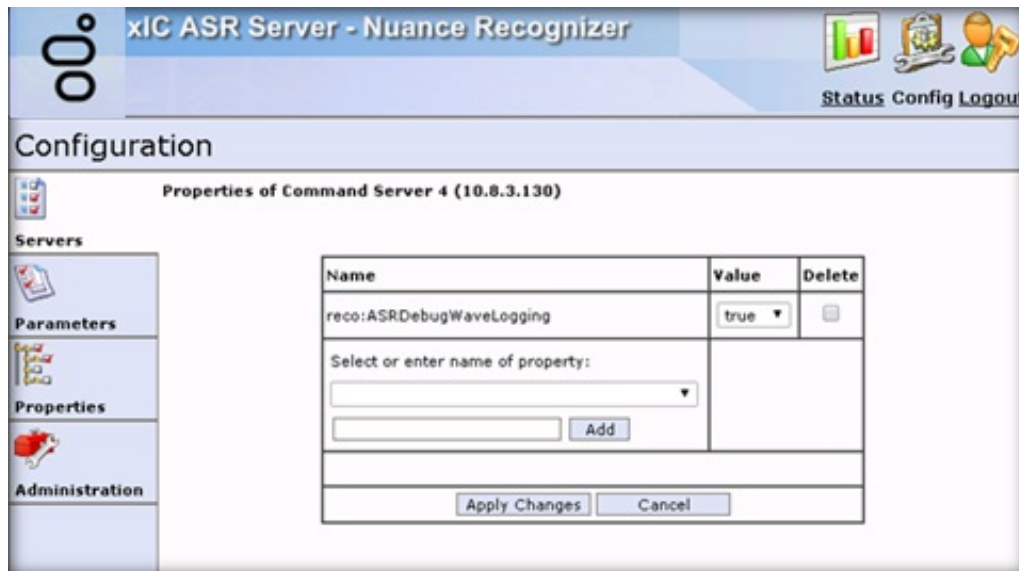 xIC ASR Server - Nuance Recognizer
Status Config Logout
Configuration
Properties of Command Server 4 (10.8.3.130)
Servers
Parameters
Properties
Administration
Name Value Delete
reco:ASRDebugWaveLogging true
Select or enter name of property:
Add
Apply Changes Cancel